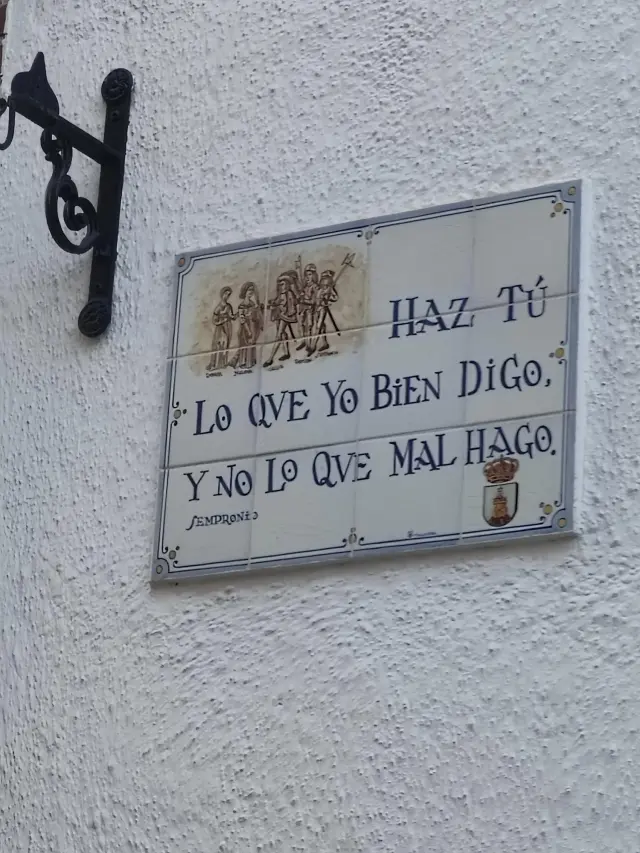 HAZ TÚ
LO QVE YO BiEN DiGO,
Y NO LO QVE MAL HAGO.
SEMPRONIO